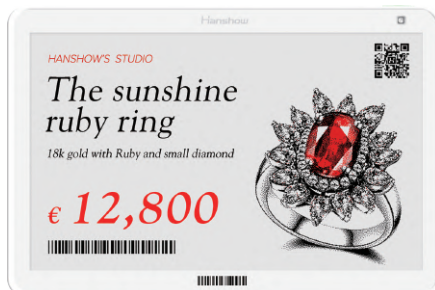 Hanshow
HANSHOW'S STUDIO
The sunshine
ruby ring
18k gold with Ruby and small diamond
€ 12,800